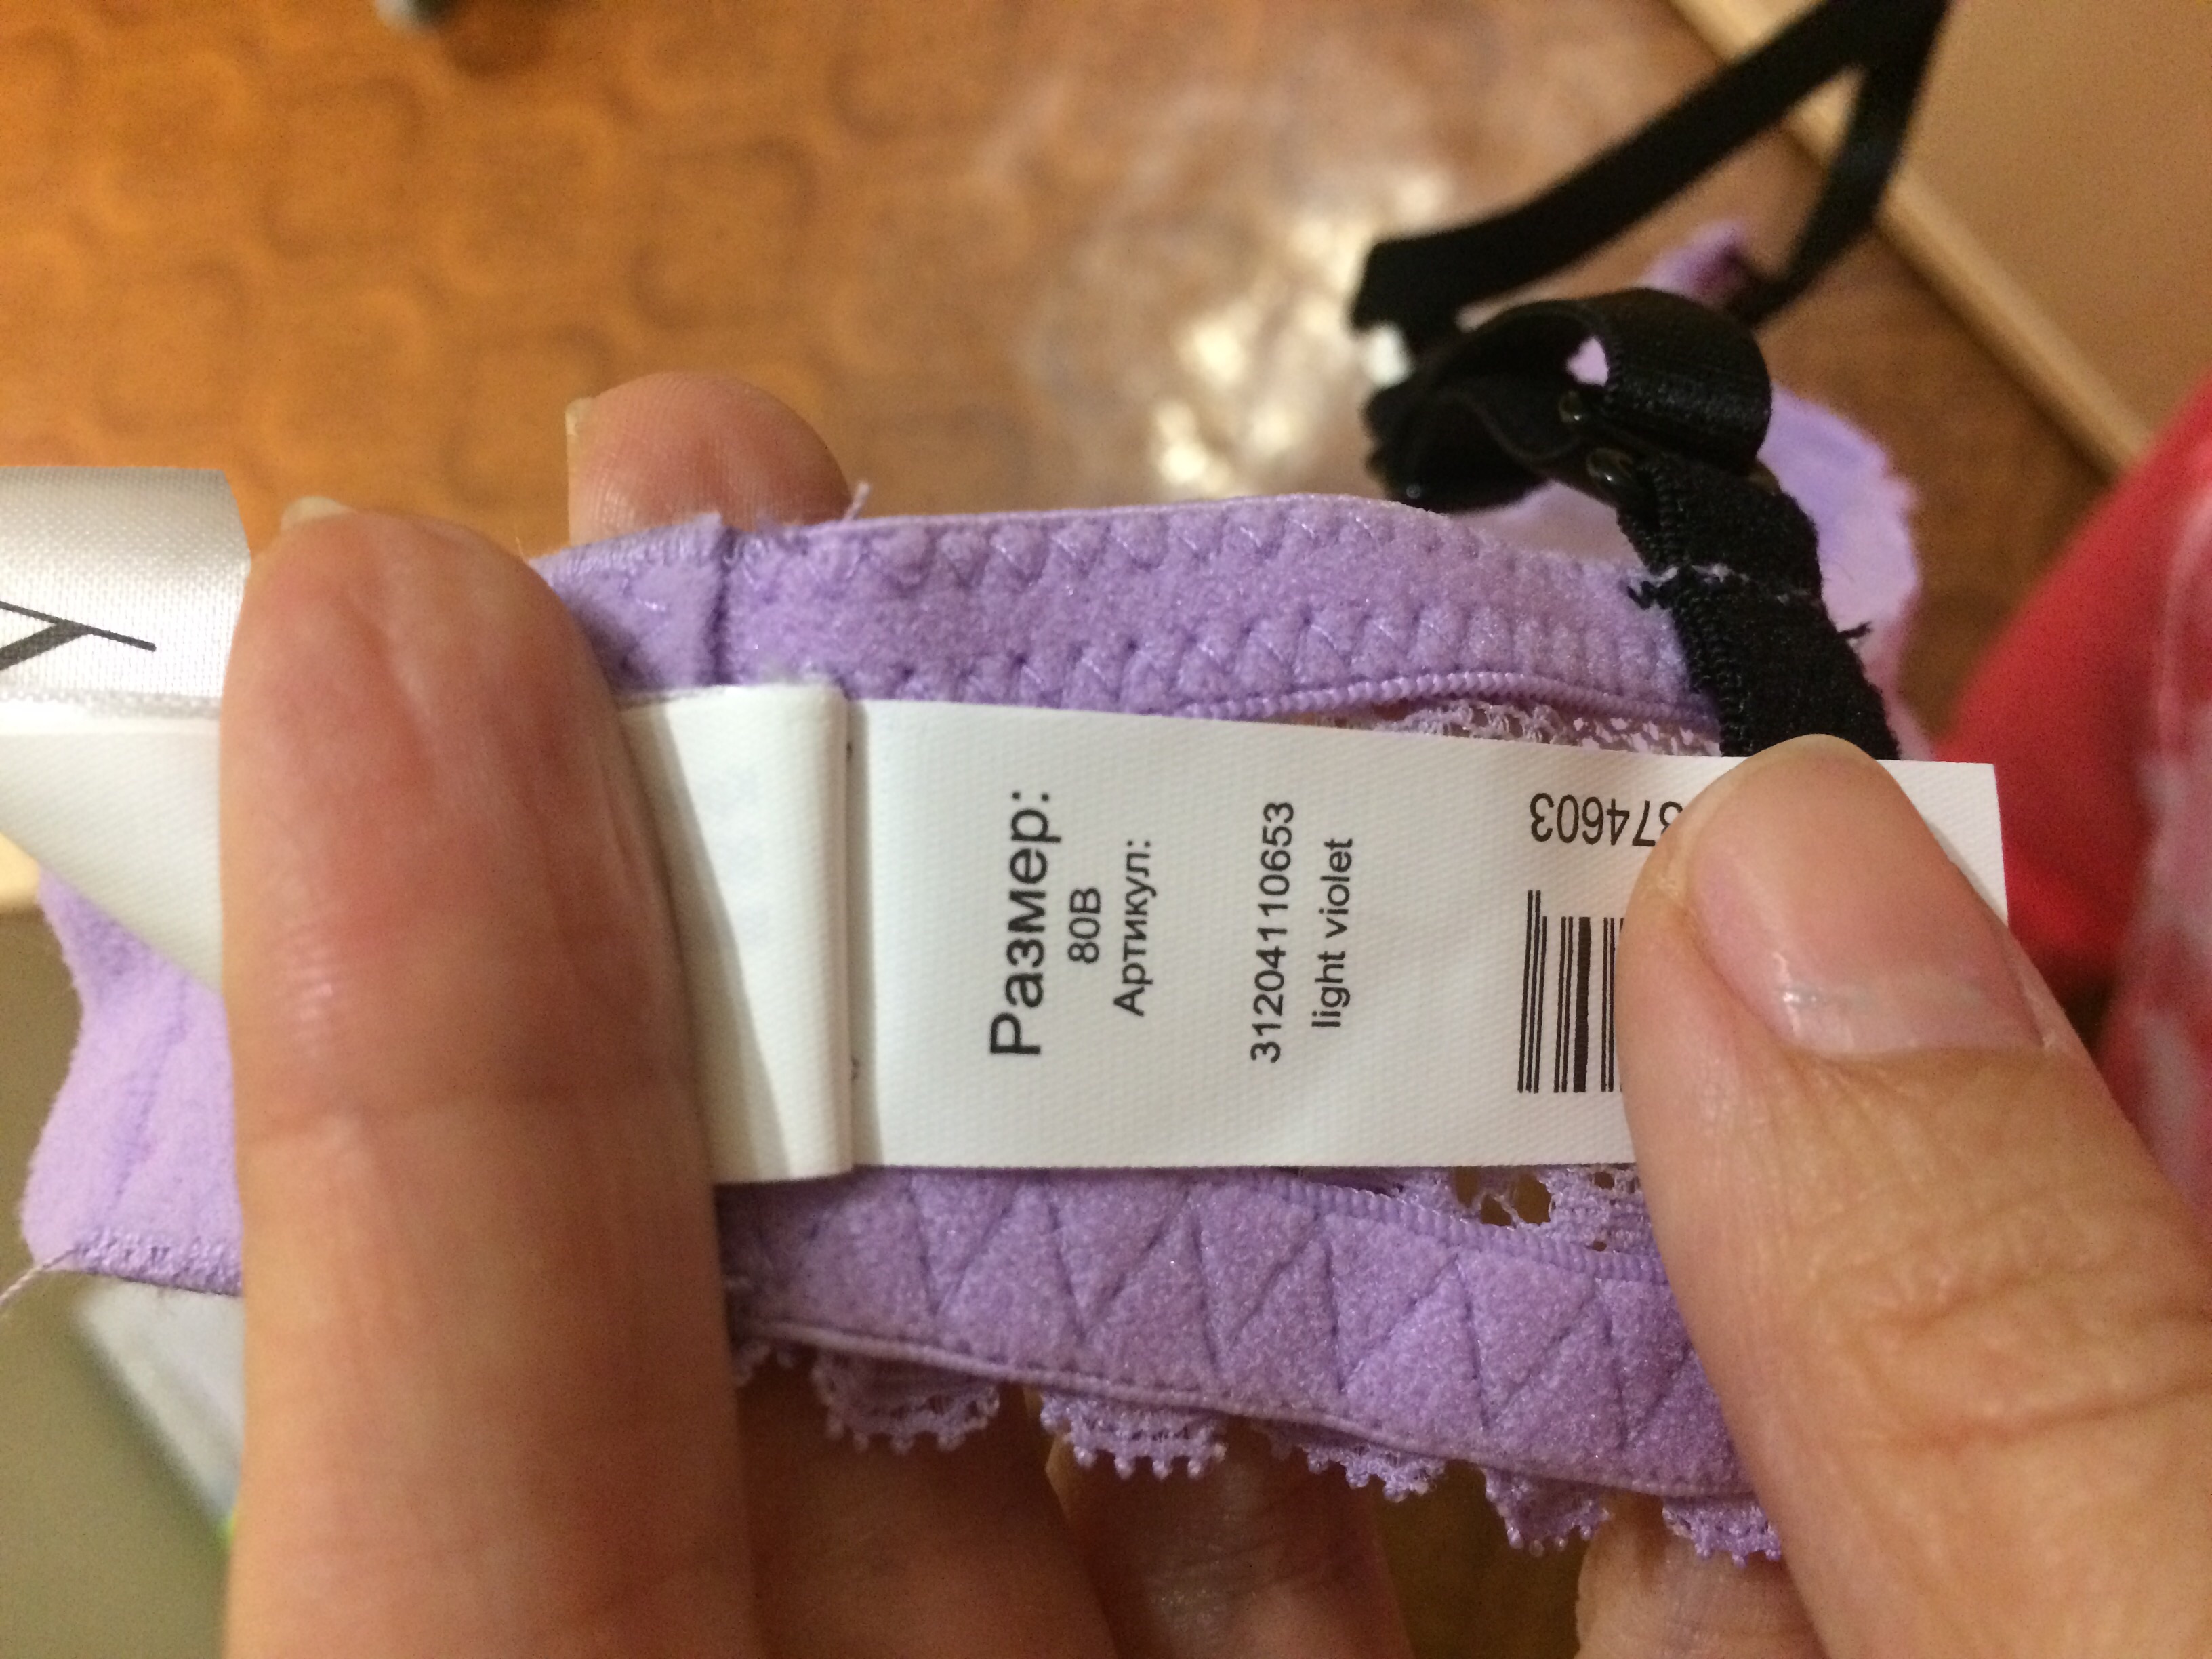 Размер:
80B
Артикул:
31204110653
light violet
74603
y